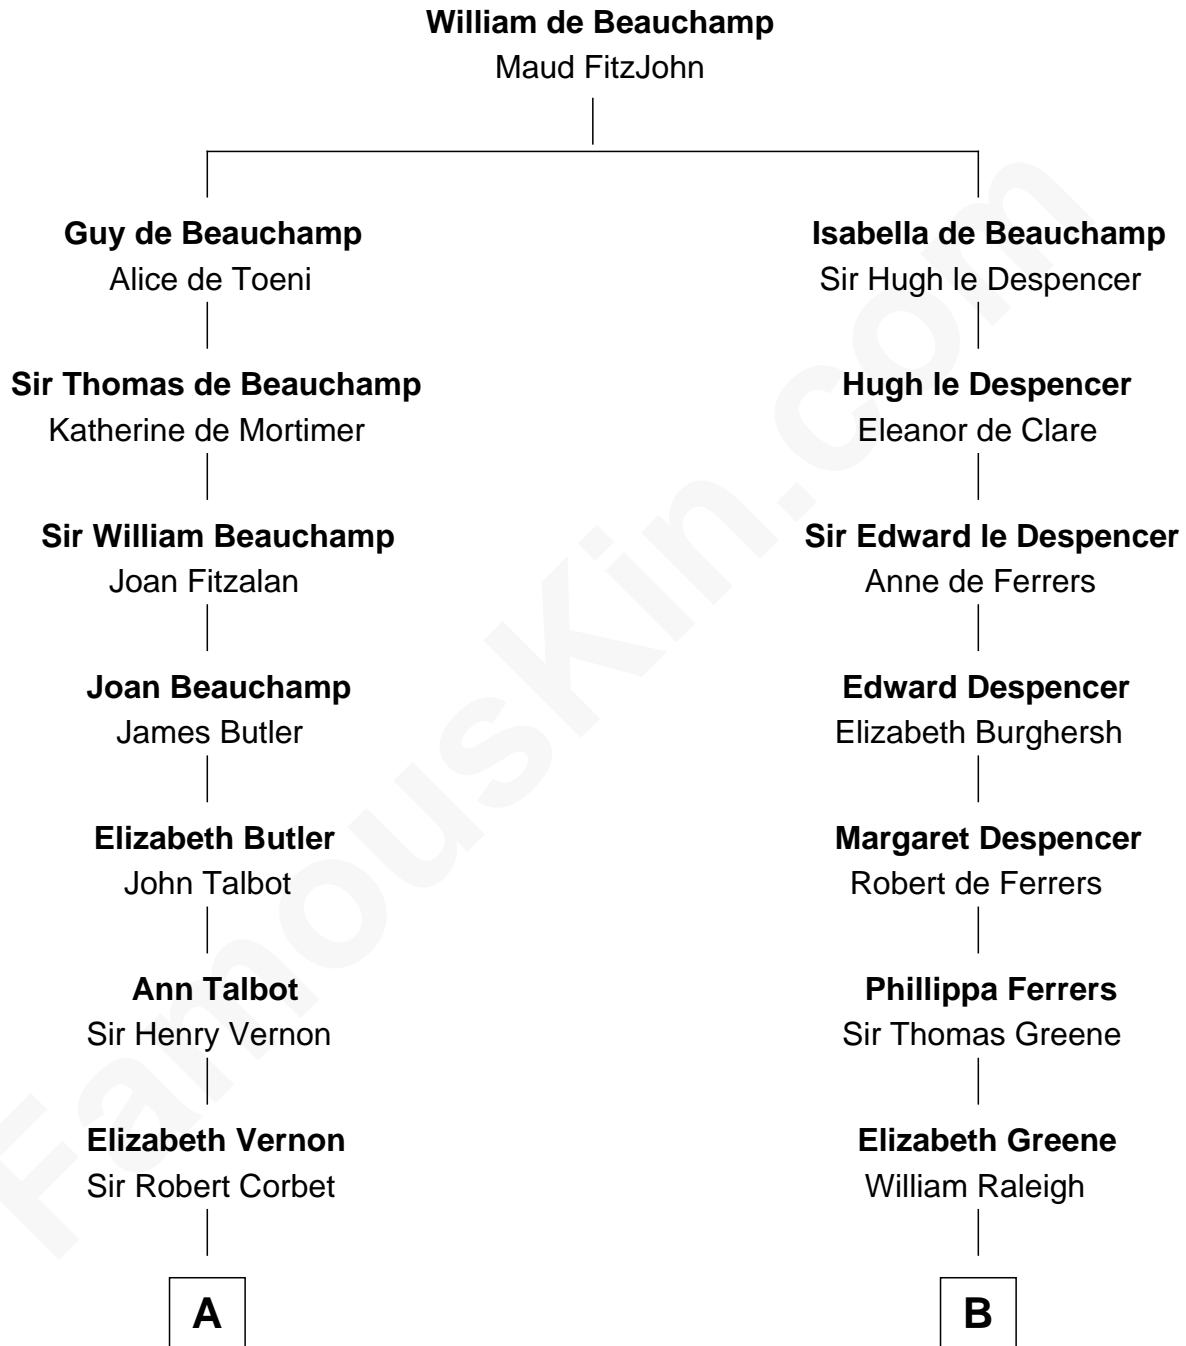 William de Beauchamp
Maud FitzJohn
Guy de Beauchamp
Alice de Toeni
Isabella de Beauchamp
Sir Hugh le Despencer
Sir Thomas de Beauchamp
Katherine de Mortimer
Hugh le Despencer
Eleanor de Clare
Sir William Beauchamp
Joan Fitzalan
Sir Edward le Despencer
Anne de Ferrers
Joan Beauchamp
James Butler
Edward Despencer
Elizabeth Burghersh
Elizabeth Butler
John Talbot
Margaret Despencer
Robert de Ferrers
Ann Talbot
Sir Henry Vernon
Phillippa Ferrers
Sir Thomas Greene
Elizabeth Vernon
Sir Robert Corbet
Elizabeth Greene
William Raleigh
A
B
FamousKin.com